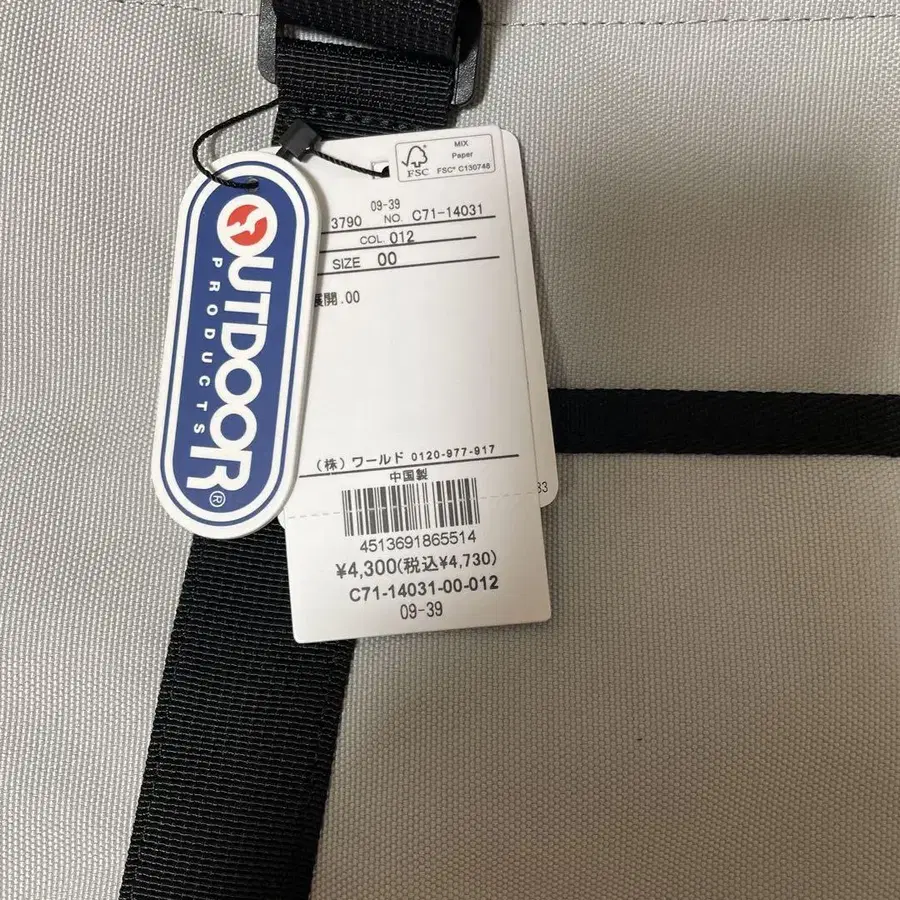 OUTDOOR
PRODUCTS®
FSC
MIX
Paper
FSC® C130746
09-39
3790 NO. C71-14031
COL. 012
SIZE 00
展開.00
(株)ワールド 0120-977-917
中国製
4513691865514
¥4,300(税込¥4,730)
C71-14031-00-012
09-39
33